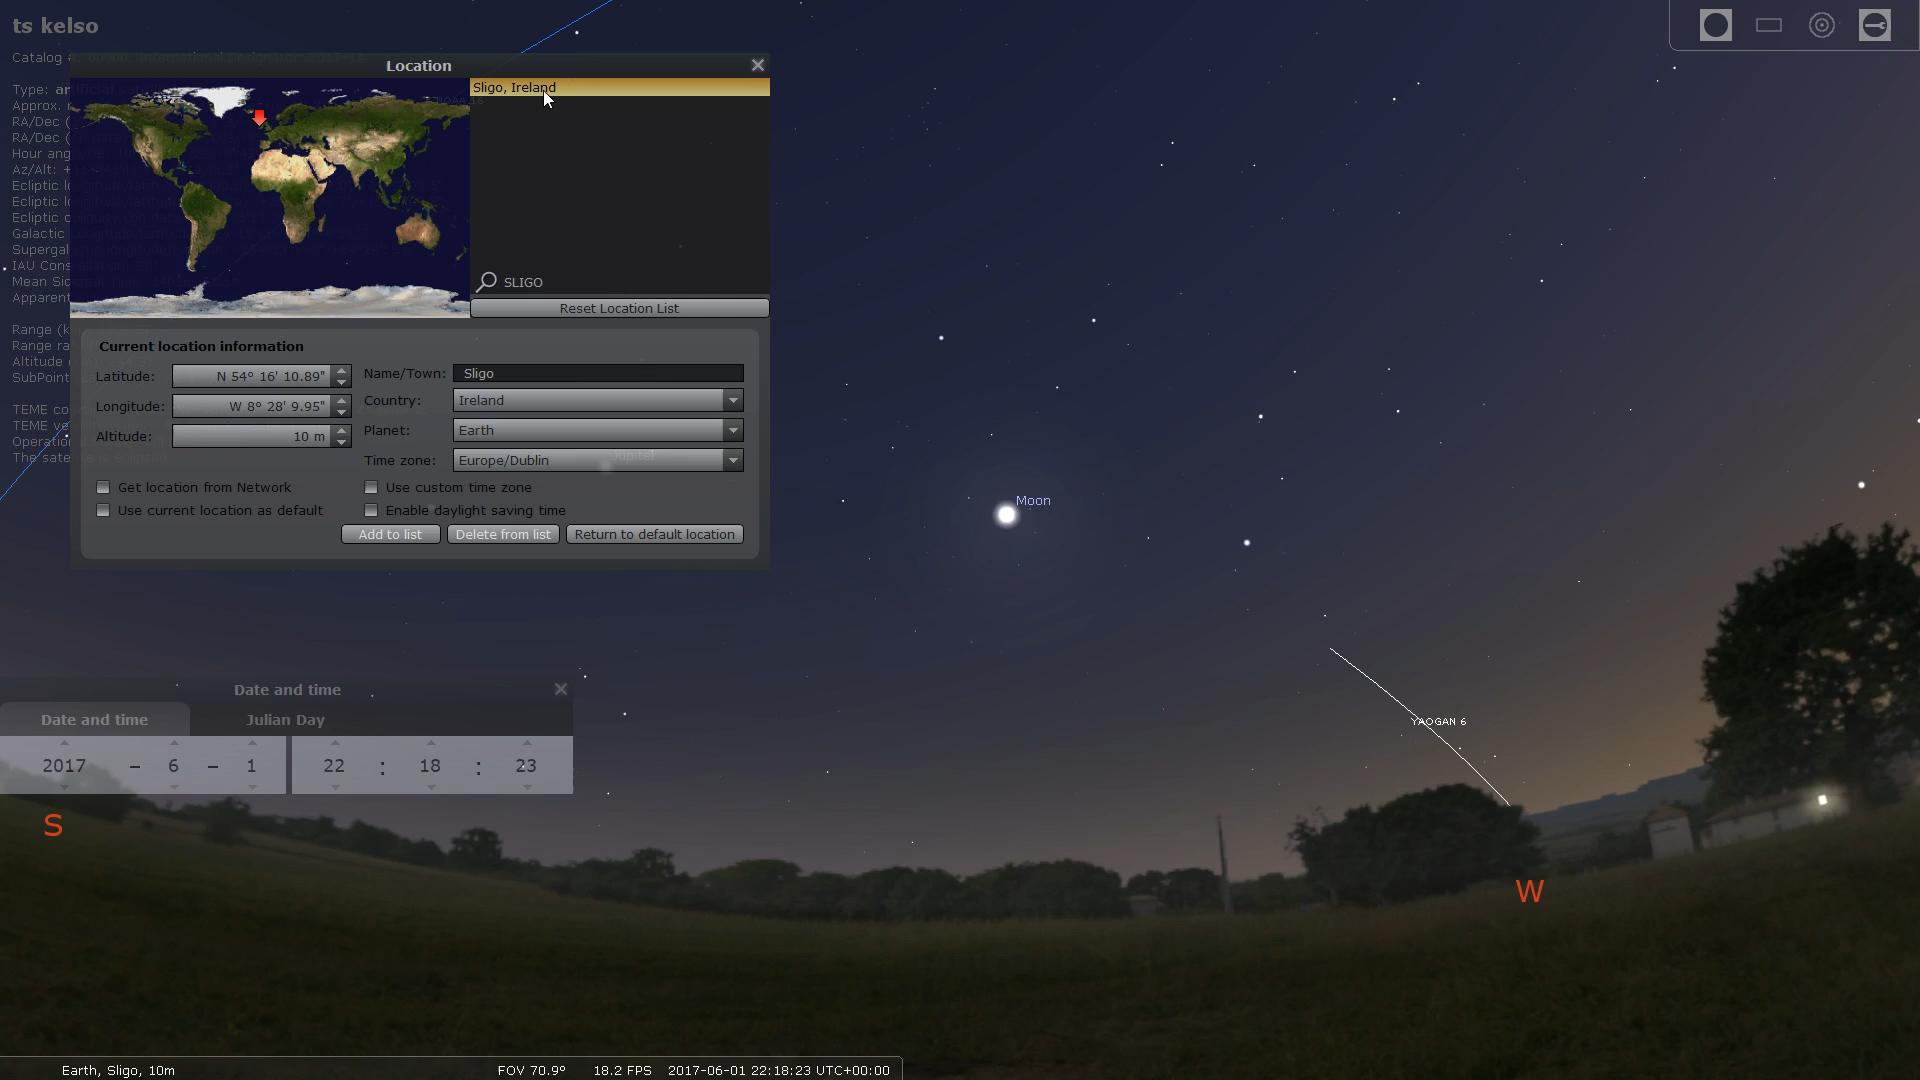 ts kelso
Catalog
Type:
Approx.
RA/Dec (
RA/Dec (
Hour ang
Az/Alt: +
Ecliptic
Ecliptic
Ecliptic
Galactic
Supergal
IAU Cons
Mean Sid
Apparent
Range (k
Range ra
Altitude
SubPoint
TEME co
TEME ve
Operation
The sate
Location
Sligo, Ireland
SLIGO
Reset Location List
Current location information
Latitude: N 54° 16' 10.89"
Longitude: W 8° 28' 9.95"
Altitude: 10 m
Name/Town: Sligo
Country: Ireland
Planet: Earth
Time zone: Europe/Dublin
Jupiter
Get location from Network
Use custom time zone
Use current location as default
Enable daylight saving time
Add to list Delete from list Return to default location
Moon
YAOGAN 6
Date and time
Date and time Julian Day
2017 - 6 - 1 22 : 18 : 23
S
W
Earth, Sligo, 10m FOV 70.9° 18.2 FPS 2017-06-01 22:18:23 UTC+00:00